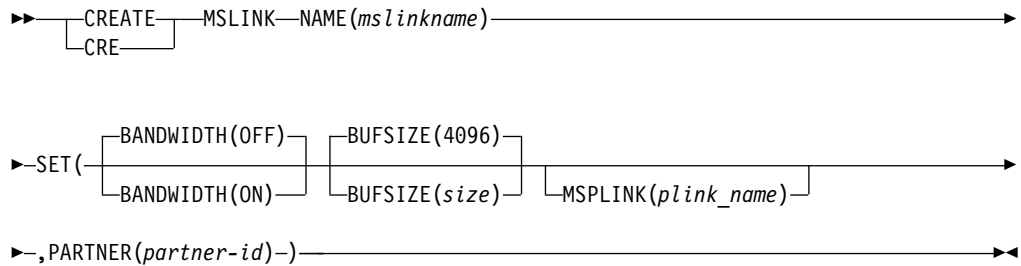 CREATE MSLINK NAME(mslinkname)
CRE
BANDWIDTH(OFF) BUFSIZE(4096)
SET(
BANDWIDTH(ON) BUFSIZE(size) MSPLINK(plink_name)
,PARTNER(partner-id) )